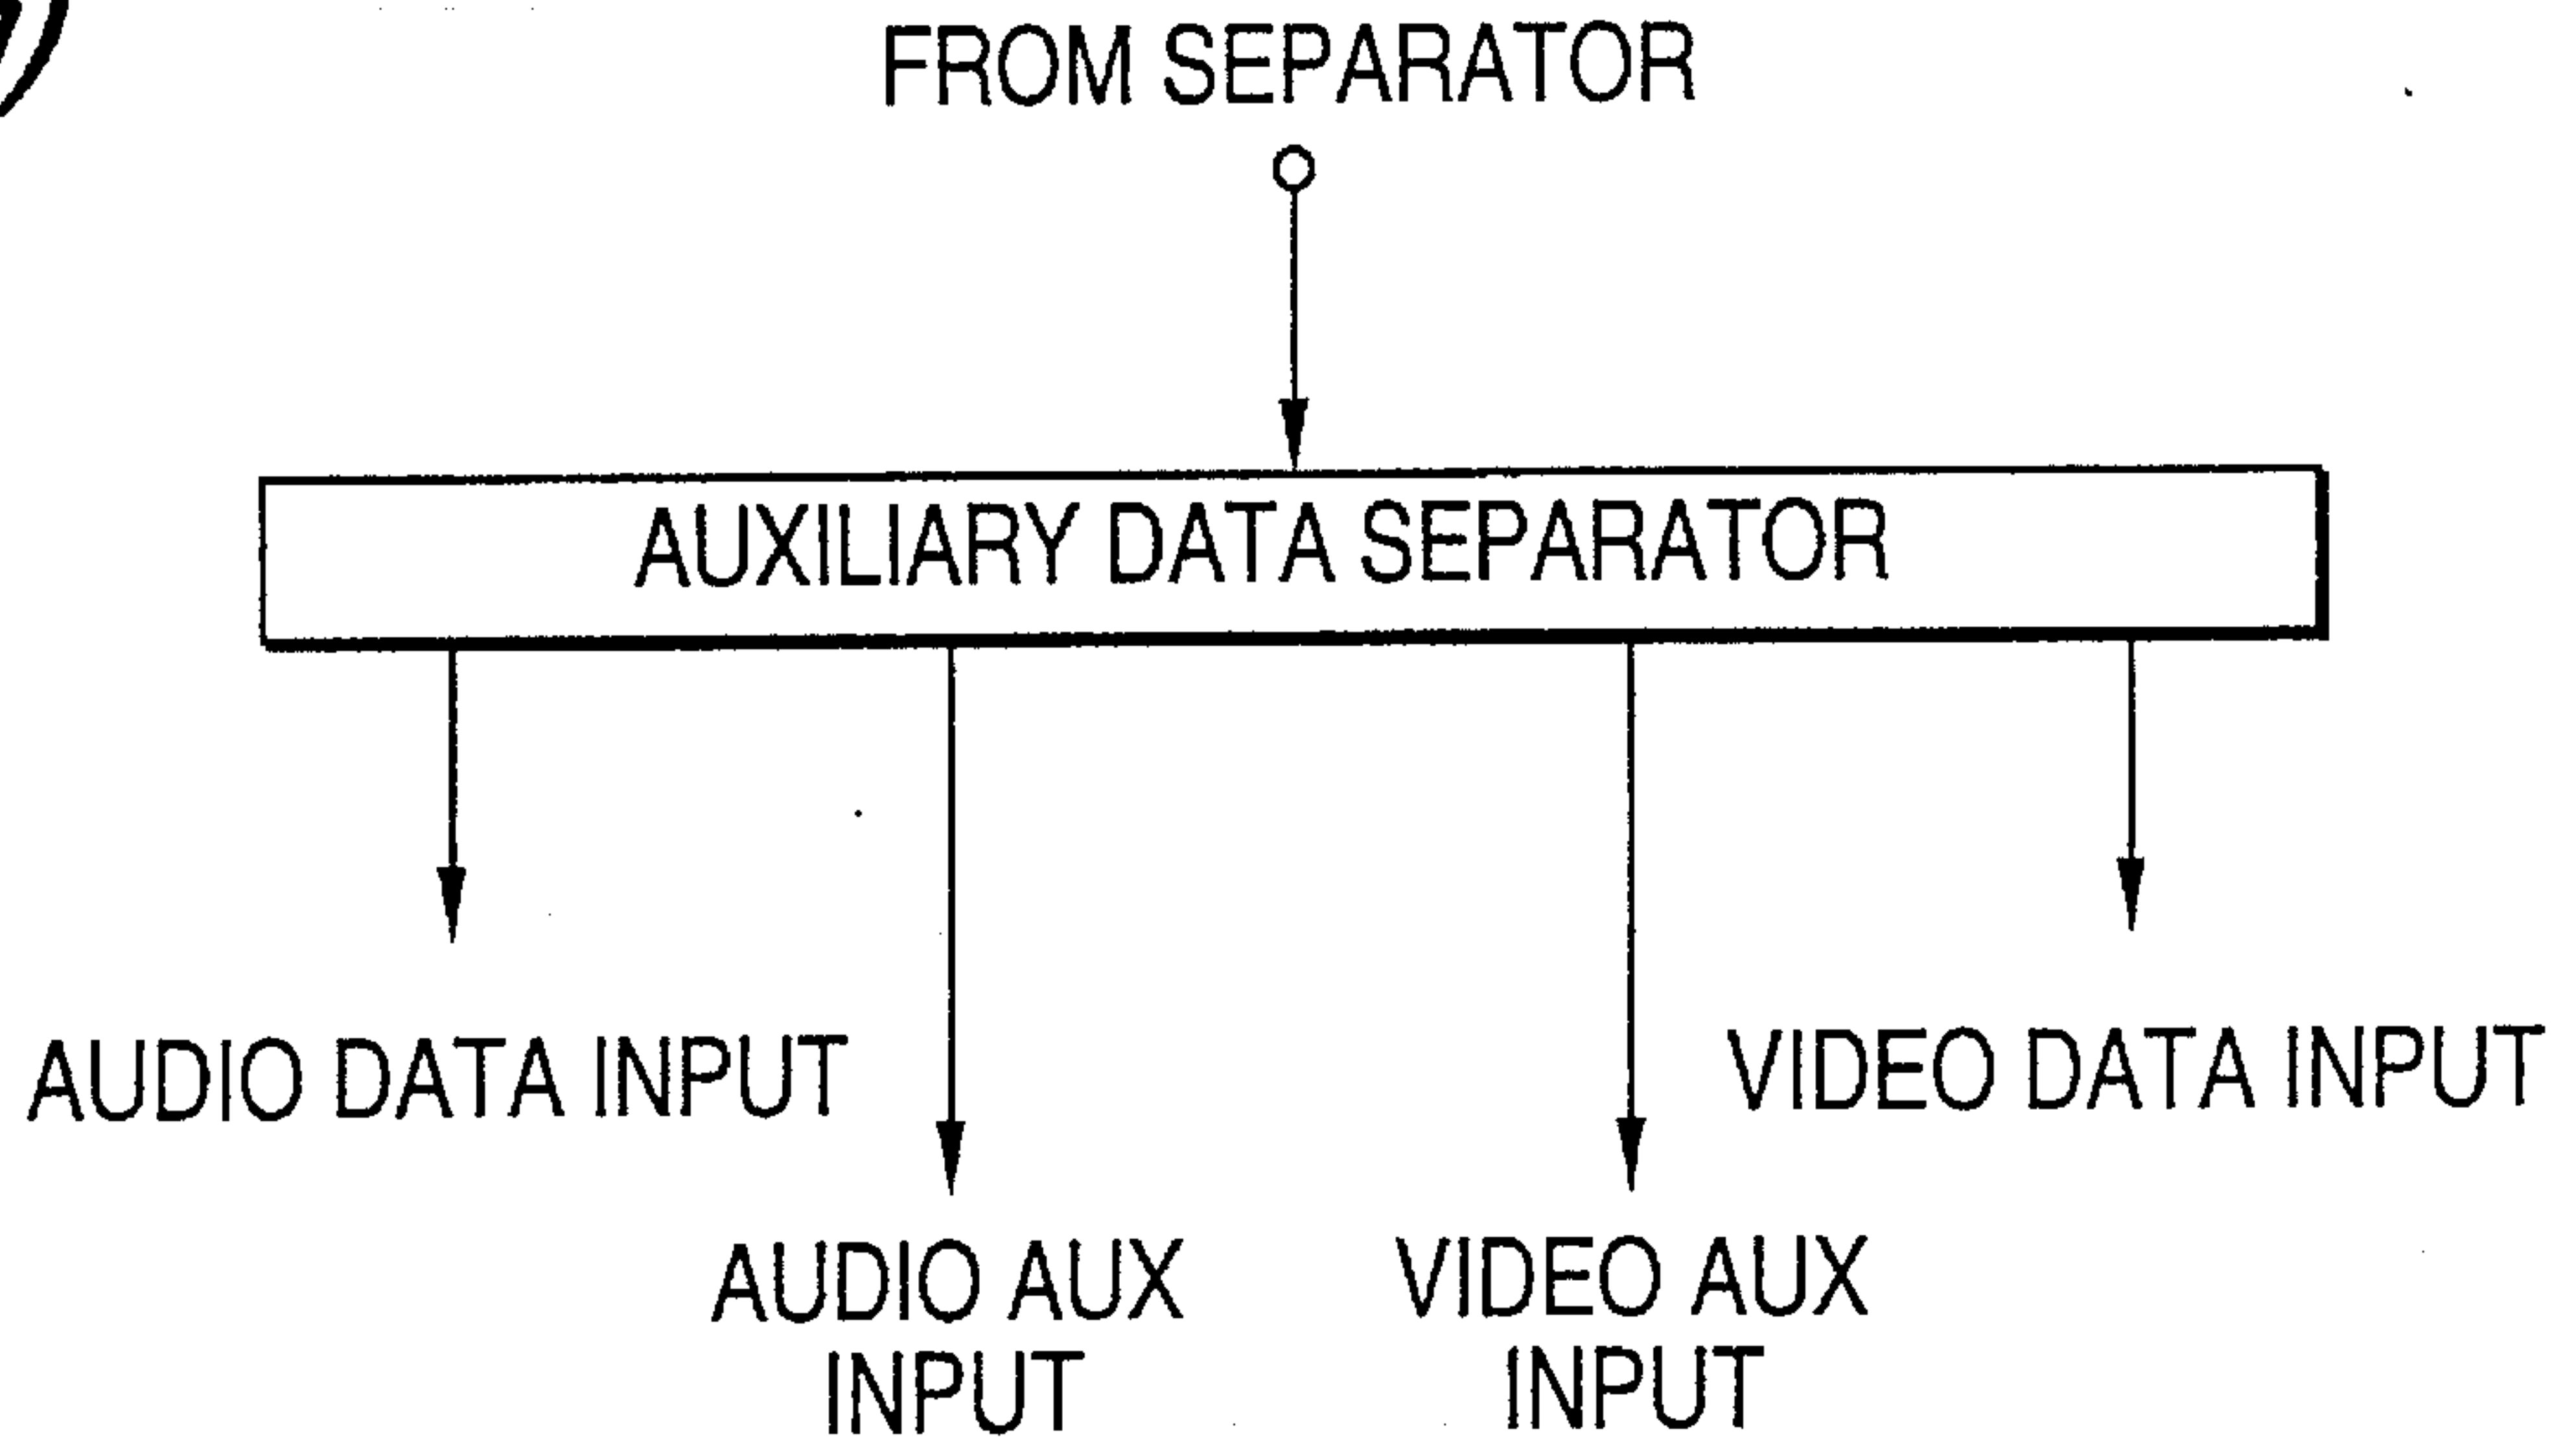 FROM SEPARATOR
AUXILIARY DATA SEPARATOR
AUDIO DATA INPUT
VIDEO DATA INPUT
AUDIO AUX
INPUT
VIDEO AUX
INPUT